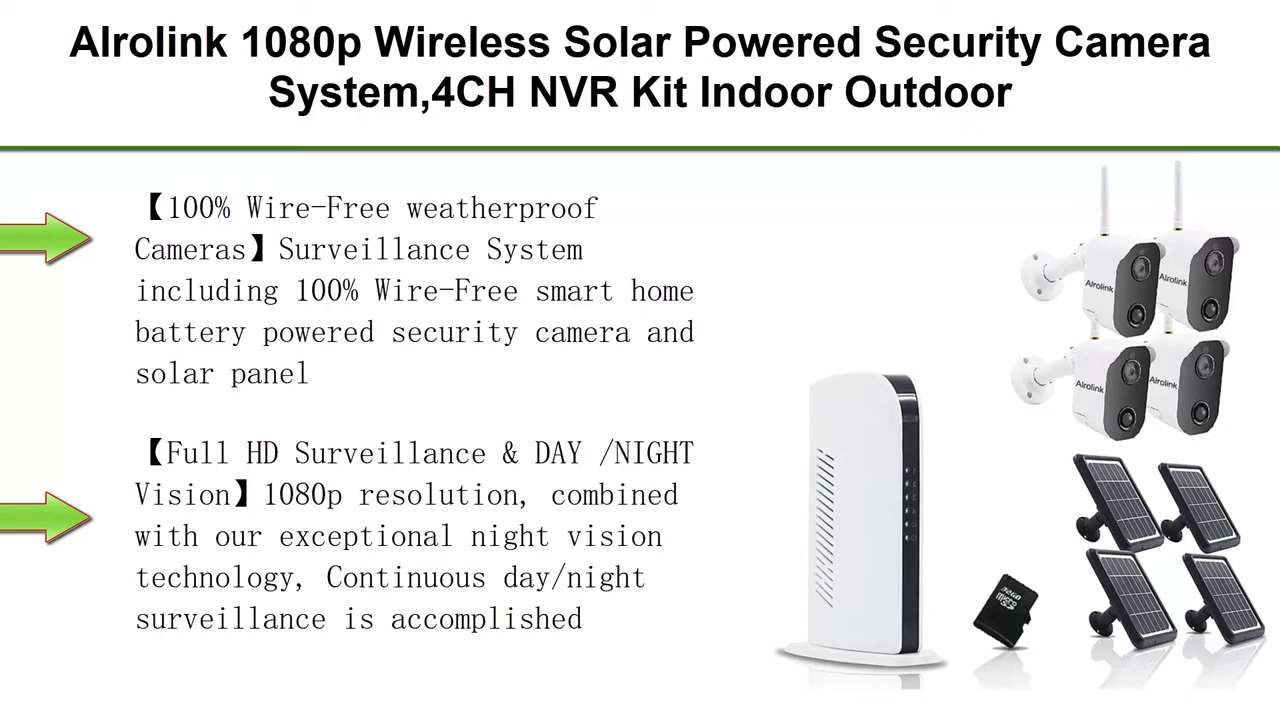 Alrolink 1080p Wireless Solar Powered Security Camera
System,4CH NVR Kit Indoor Outdoor
【100% Wire-Free weatherproof
Cameras】Surveillance System
including 100% Wire-Free smart home
battery powered security camera and
solar panel
【Full HD Surveillance & DAY /NIGHT
Vision】1080p resolution, combined
with our exceptional night vision
technology, Continuous day/night
surveillance is accomplished
Alrolink
Alrolink
Alrolink
32GB
micro
SD